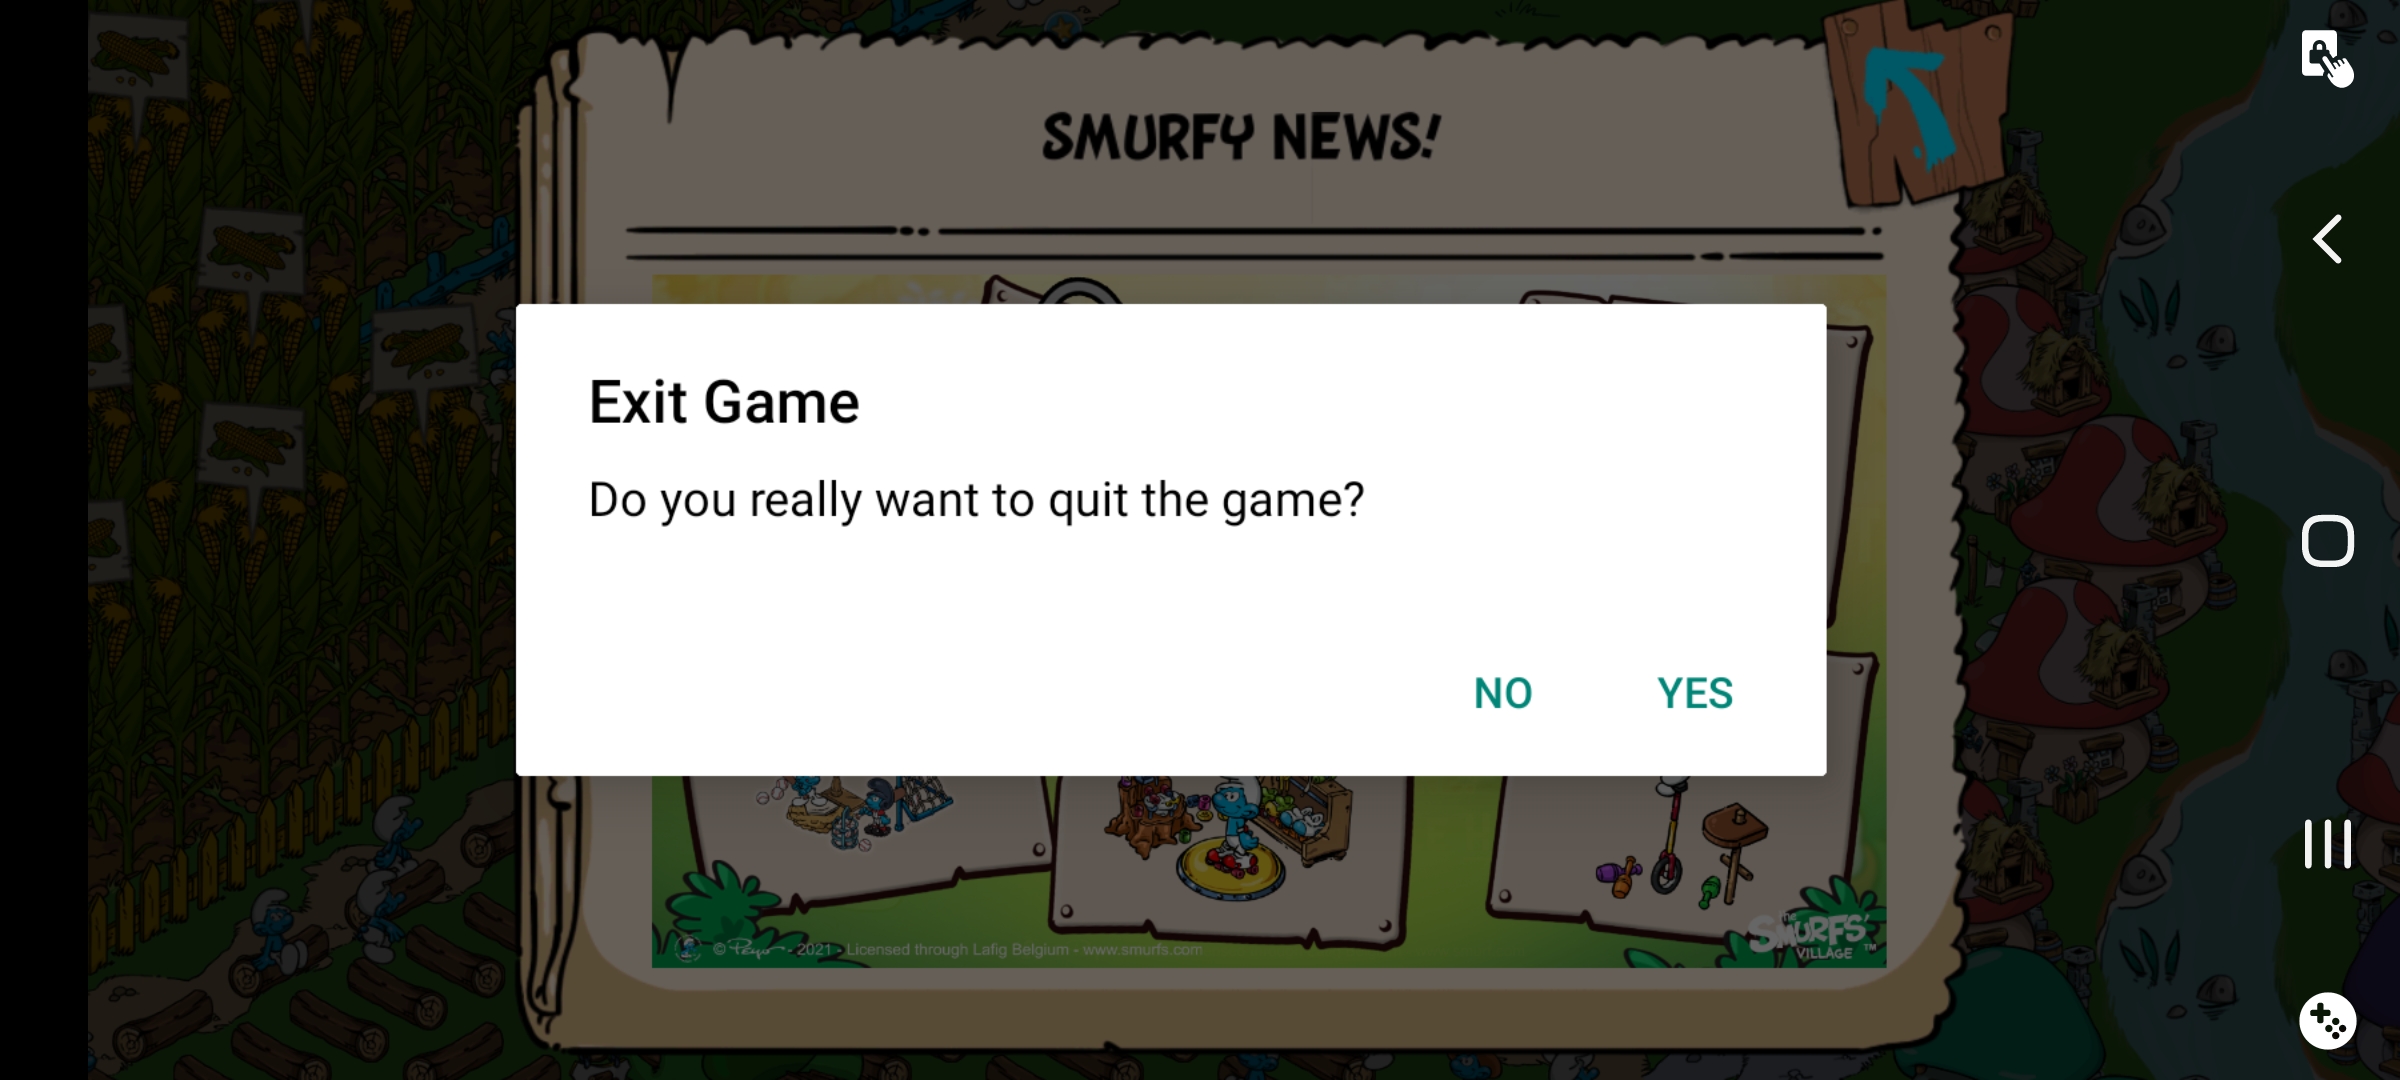 SMURFY NEWS!
Exit Game
Do you really want to quit the game?
NO YES
© Peyo - 2021 - Licensed through Lafig Belgium - www.smurfs.com
the
SMURFS'
VILLAGE ™